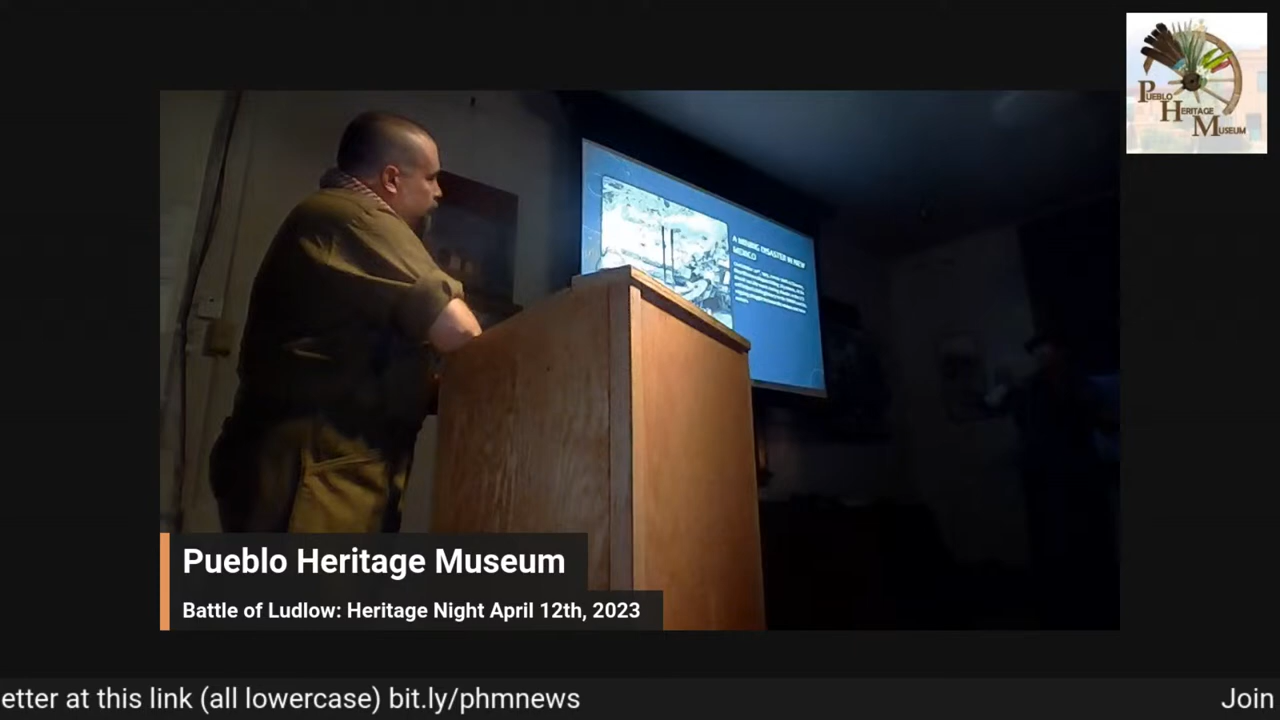 PUEBLO
HERITAGE
MUSEUM
A MINING DISASTER IN NEW
MEXICO
Pueblo Heritage Museum
Battle of Ludlow: Heritage Night April 12th, 2023
etter at this link (all lowercase) bit.ly/phmnews
Join